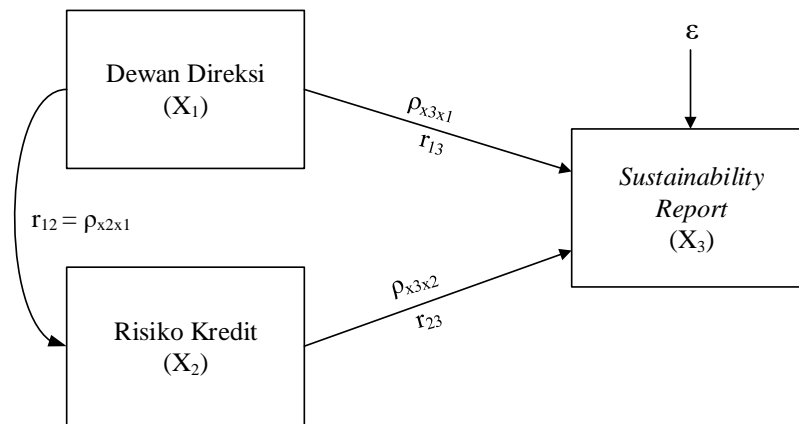 Dewan Direksi
(X₁)
ε
ρₓ₃ₓ₁
r₁₃
Sustainability
Report
(X₃)
r₁₂ = ρₓ₂ₓ₁
ρₓ₃ₓ₂
r₂₃
Risiko Kredit
(X₂)